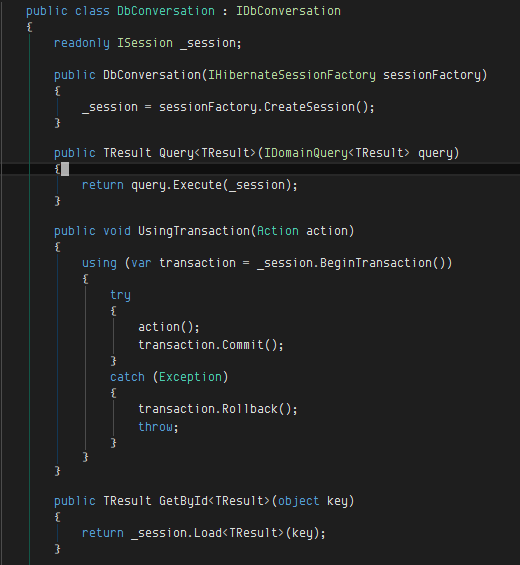 public class DbConversation : IDbConversation
{
readonly ISession _session;
public DbConversation(IHibernateSessionFactory sessionFactory)
{
_session = sessionFactory.CreateSession();
}
public TResult Query<TResult>(IDomainQuery<TResult> query)
{
return query.Execute(_session);
}
public void UsingTransaction(Action action)
{
using (var transaction = _session.BeginTransaction())
{
try
{
action();
transaction.Commit();
}
catch (Exception)
{
transaction.Rollback();
throw;
}
}
}
public TResult GetById<TResult>(object key)
{
return _session.Load<TResult>(key);
}